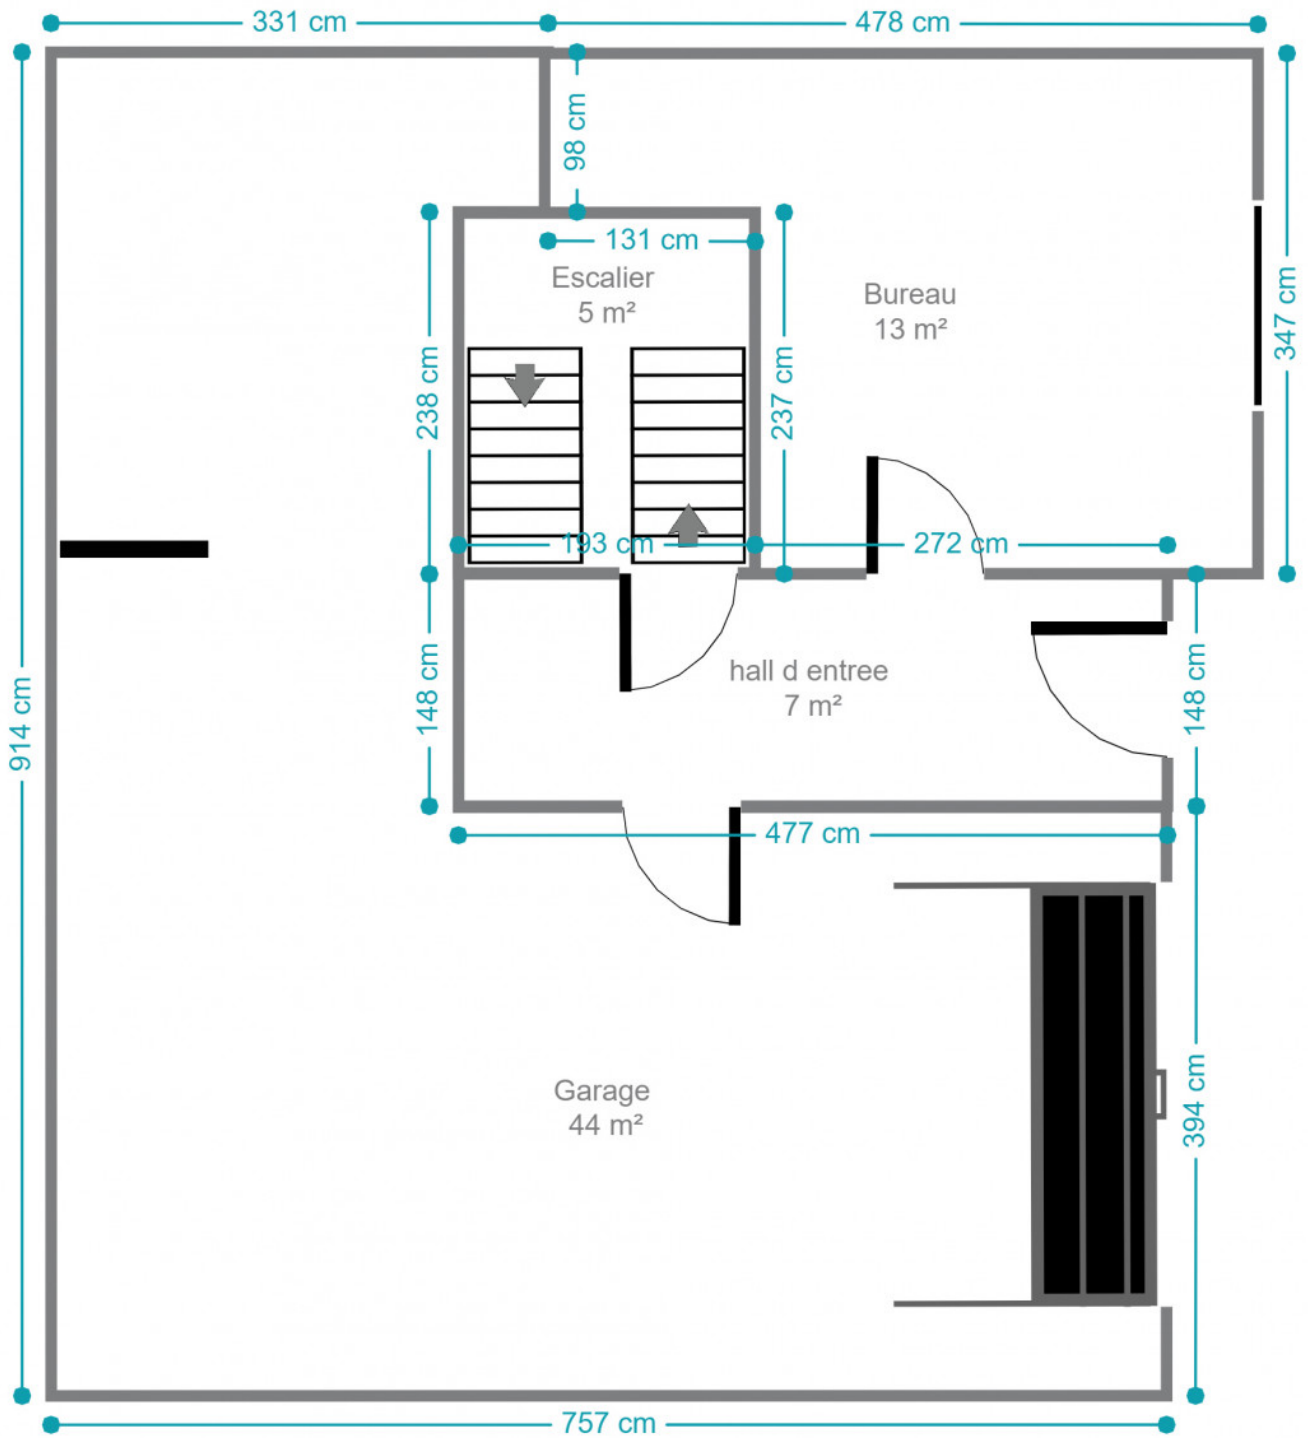 331 cm
478 cm
98 cm
131 cm
Escalier
5 m²
Bureau
13 m²
347 cm
238 cm
237 cm
193 cm
272 cm
hall d entree
7 m²
148 cm
148 cm
914 cm
477 cm
Garage
44 m²
394 cm
757 cm